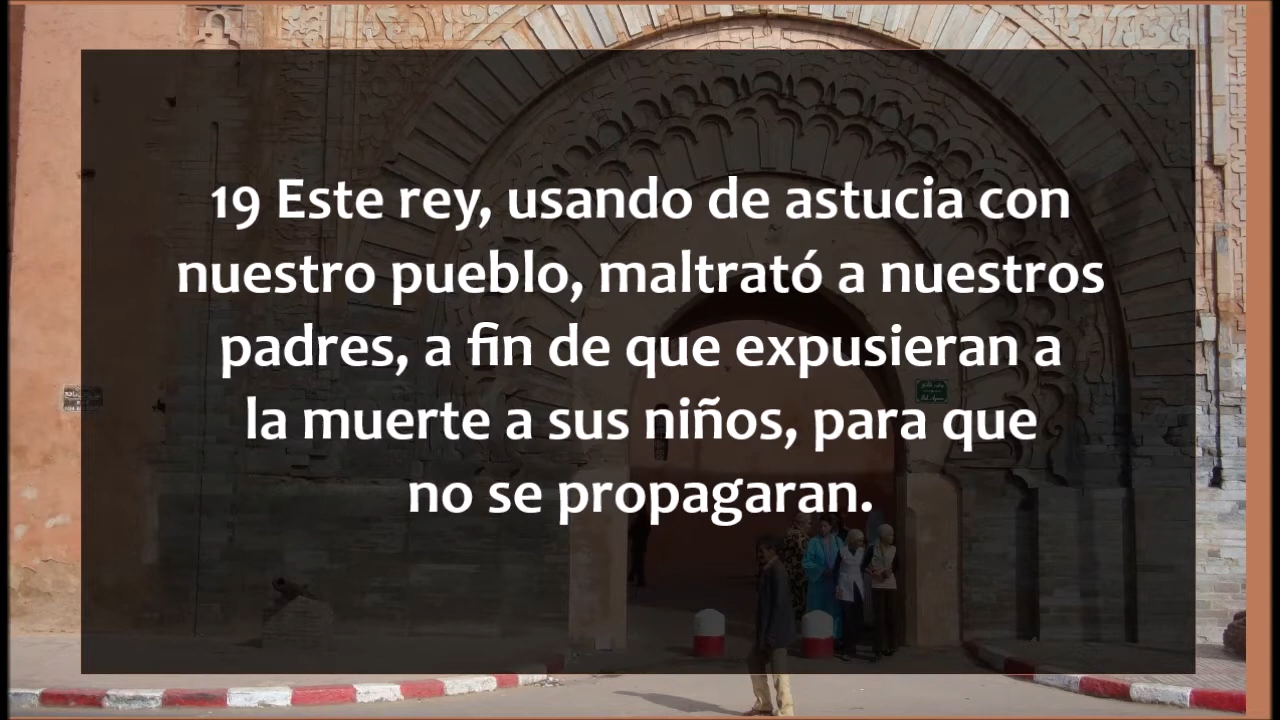 19 Este rey, usando de astucia con
nuestro pueblo, maltrató a nuestros
padres, a fin de que expusieran a
la muerte a sus niños, para que
no se propagaran.